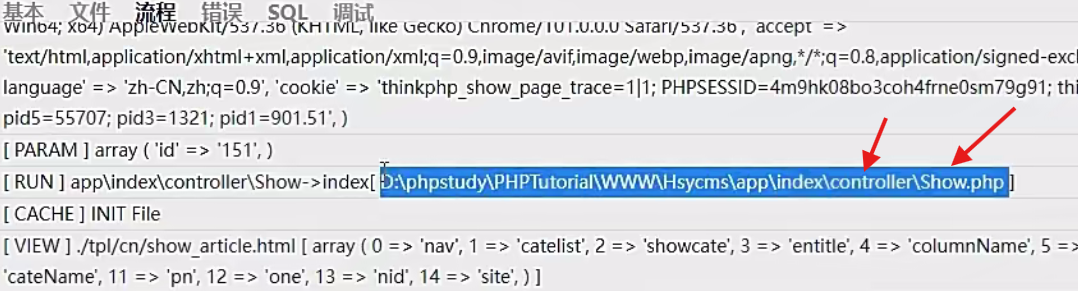 基本 文件 流程 错误 SQL 调试
Win64; x64) AppleWebKit/537.36 (KHTML, like Gecko) Chrome/101.0.0.0 Safari/537.36', 'accept' =>
'text/html,application/xhtml+xml,application/xml;q=0.9,image/avif,image/webp,image/apng,*/*;q=0.8,application/signed-excl
language' => 'zh-CN,zh;q=0.9', 'cookie' => 'thinkphp_show_page_trace=1|1; PHPSESSID=4m9hk08bo3coh4frne0sm79g91; thi
pid5=55707; pid3=1321; pid1=901.51', )
[ PARAM ] array ( 'id' => '151', )
[ RUN ] app\index\controller\Show->index[ D:\phpstudy\PHPTutorial\WWW\Hsycms\app\index\controller\Show.php ]
[ CACHE ] INIT File
[ VIEW ] ./tpl/cn/show_article.html [ array ( 0 => 'nav', 1 => 'catelist', 2 => 'showcate', 3 => 'entitle', 4 => 'columnName', 5 =>
'cateName', 11 => 'pn', 12 => 'one', 13 => 'nid', 14 => 'site', ) ]